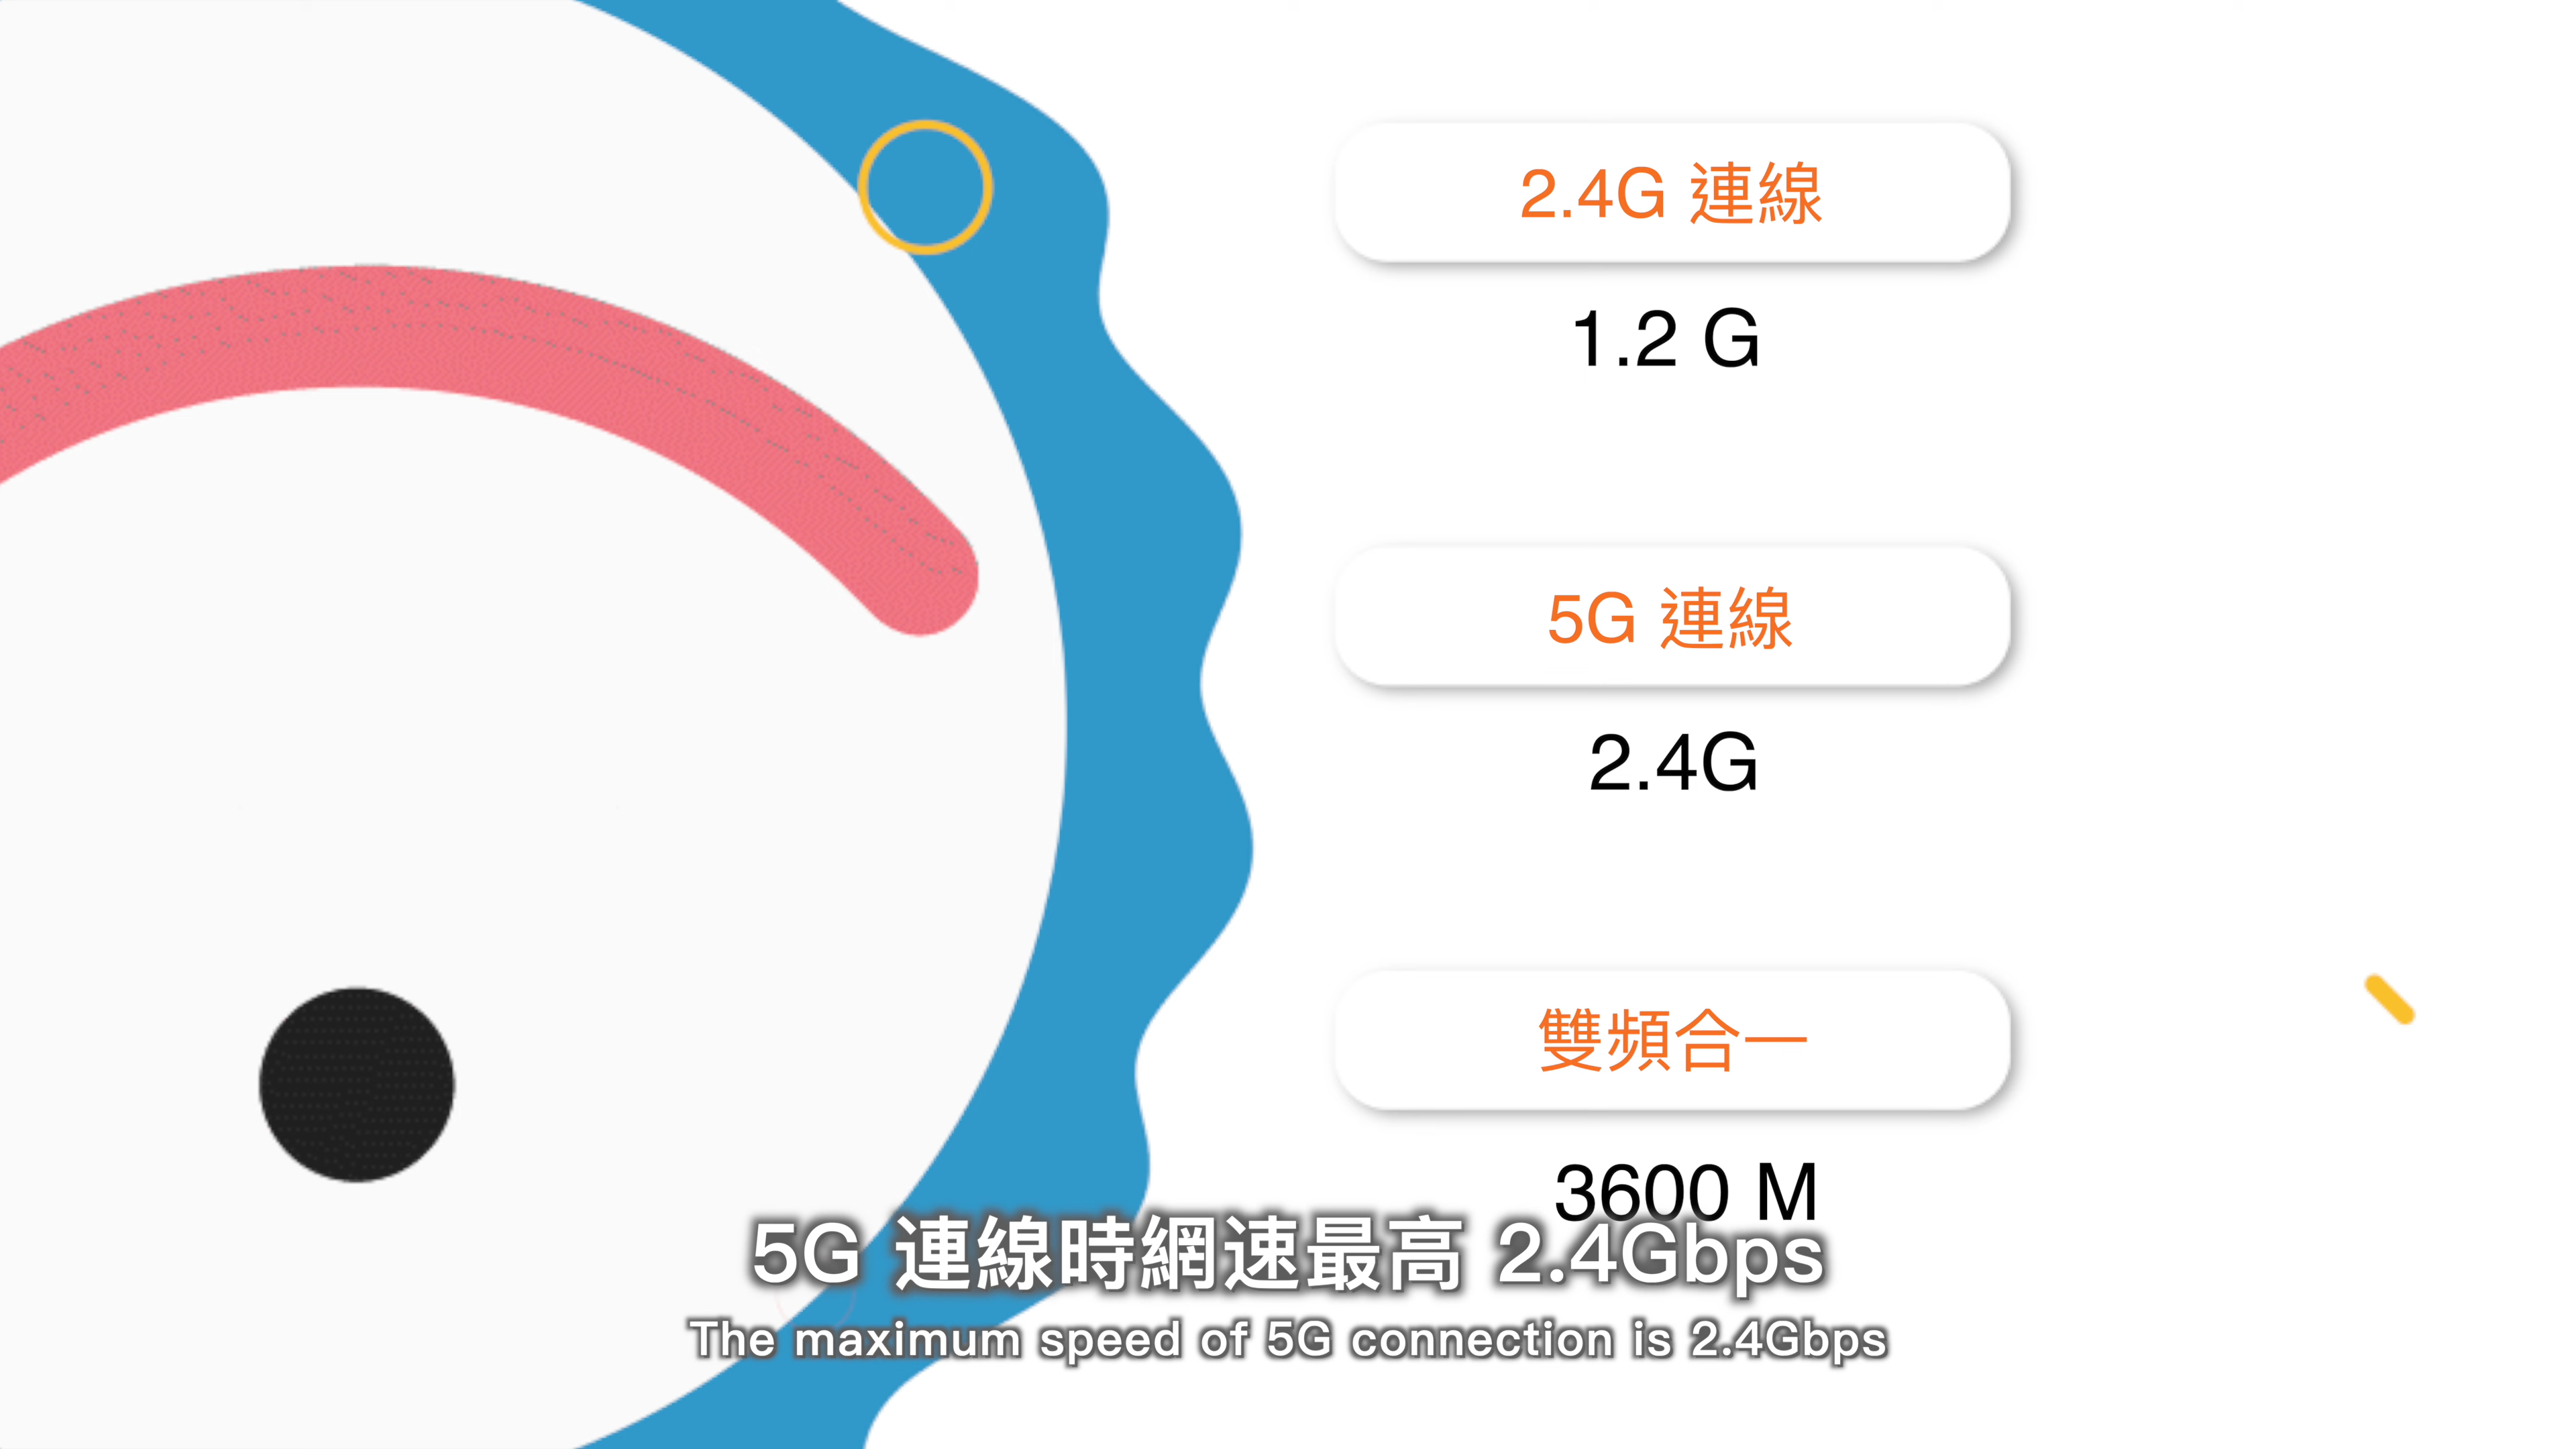 2.4G 連線
1.2 G
5G 連線
2.4G
雙頻合一
3600 M
5G 連線時網速最高 2.4Gbps
The maximum speed of 5G connection is 2.4Gbps